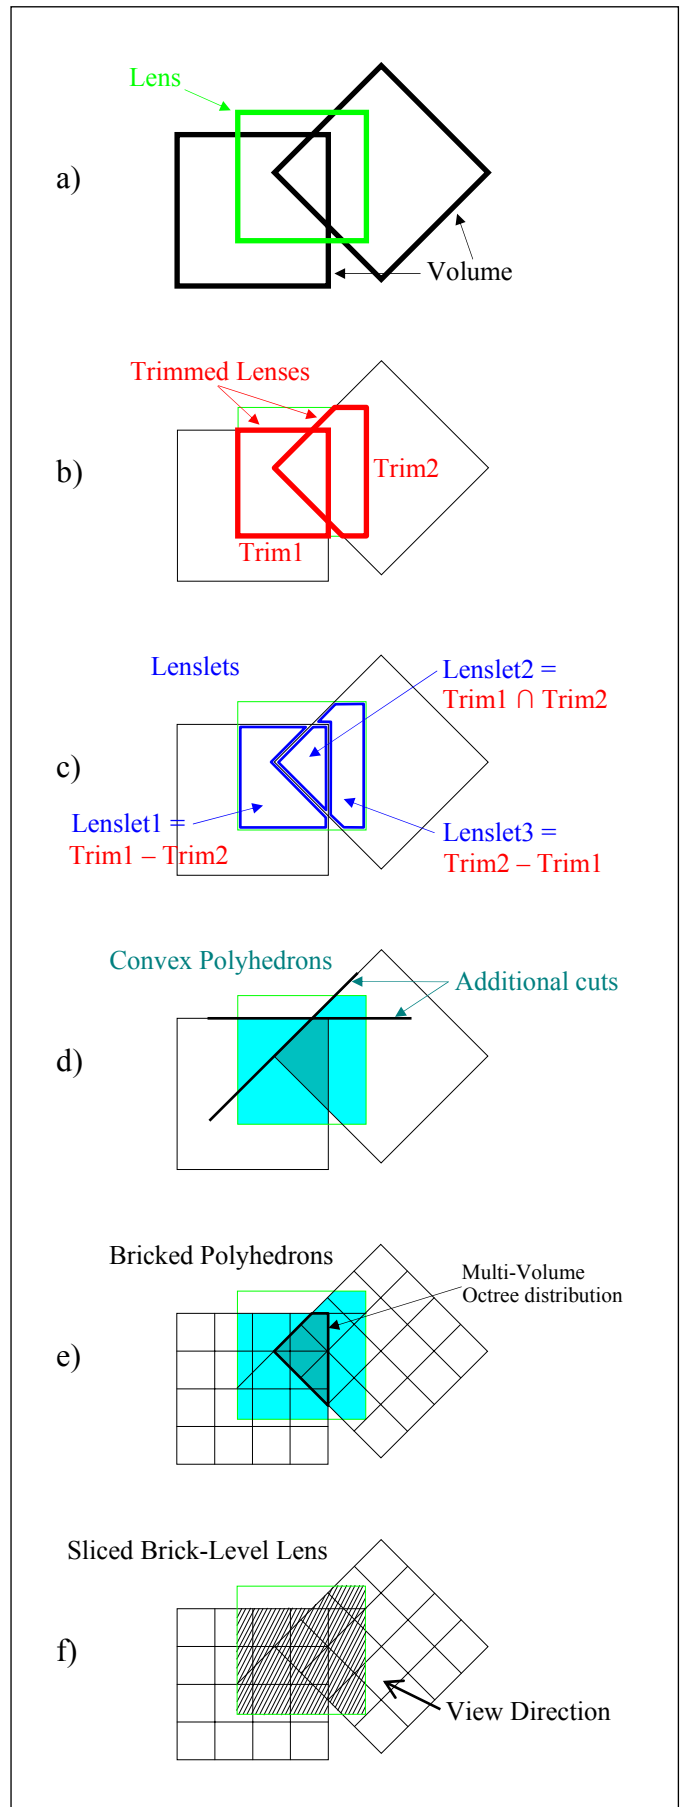 Lens
a)
Volume
Trimmed Lenses
b)
Trim2
Trim1
Lenslets
Lenslet2 =
Trim1 ∩ Trim2
c)
Lenslet1 =
Trim1 – Trim2
Lenslet3 =
Trim2 – Trim1
Convex Polyhedrons
Additional cuts
d)
Bricked Polyhedrons
Multi-Volume
Octree distribution
e)
Sliced Brick-Level Lens
f)
View Direction